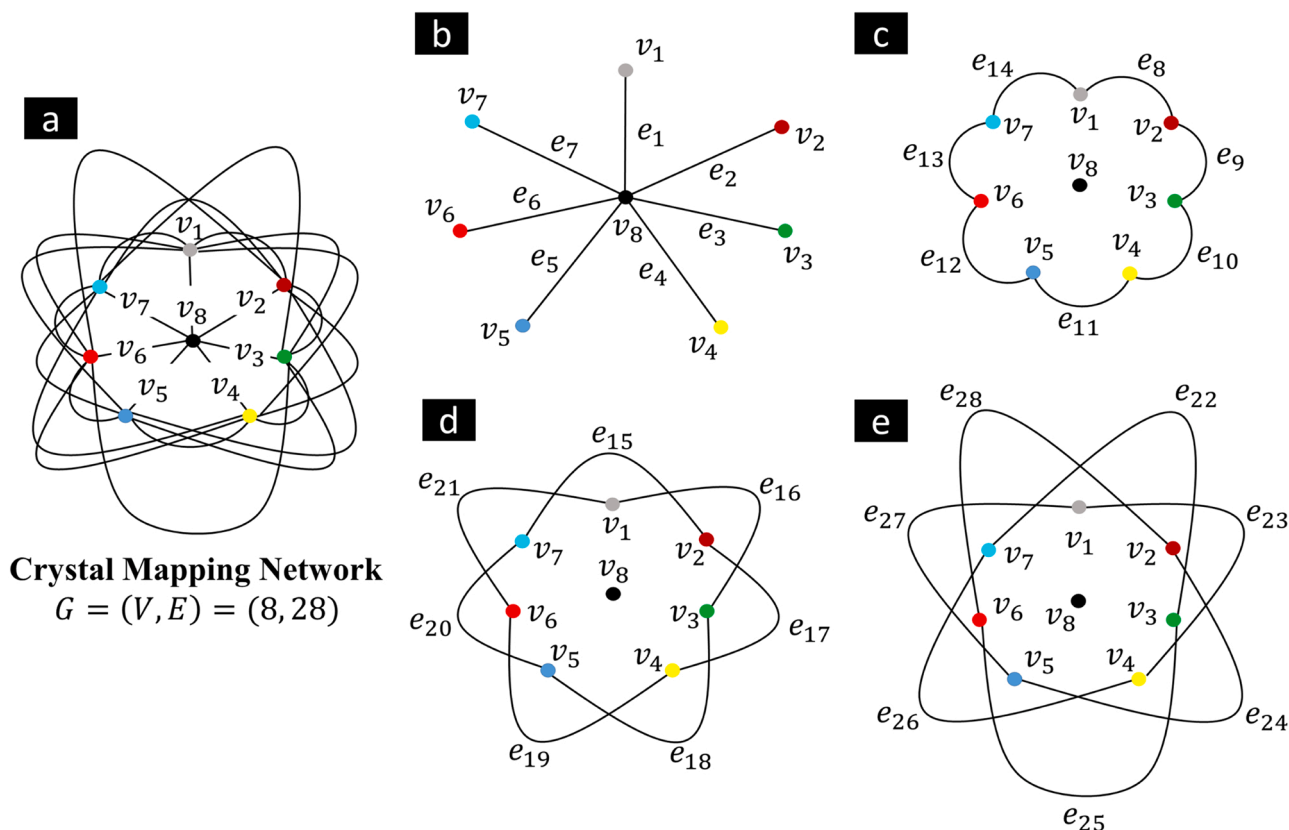 a
v₁
v₇
v₈
v₂
v₆
v₃
v₅
v₄
Crystal Mapping Network
G = (V, E) = (8, 28)
b
v₁
v₇
v₂
e₁
e₇
e₂
e₆
v₆
v₈
e₃
v₃
e₅
e₄
v₅
v₄
c
e₁₄
e₈
v₁
v₇
v₂
e₁₃
e₉
v₈
v₆
v₃
v₅
v₄
e₁₂
e₁₀
e₁₁
d
e₁₅
e₂₁
e₁₆
v₁
v₇
v₂
v₈
v₆
v₃
e₂₀
e₁₇
v₅
v₄
e₁₉
e₁₈
e
e₂₈
e₂₂
e₂₇
e₂₃
v₁
v₇
v₂
v₆
v₈
v₃
v₅
v₄
e₂₆
e₂₄
e₂₅